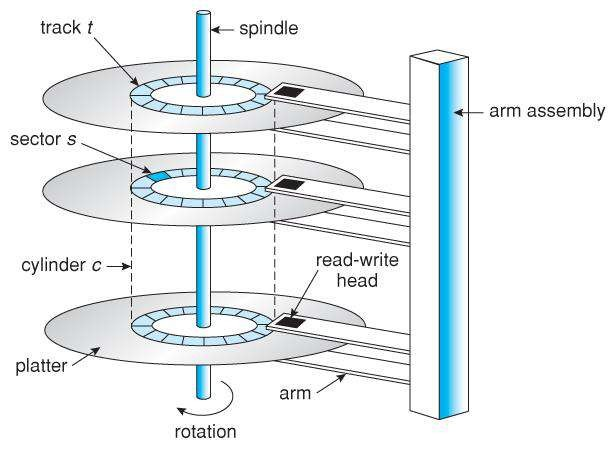 track t
spindle
arm assembly
sector s
cylinder c
read-write
head
platter
arm
rotation